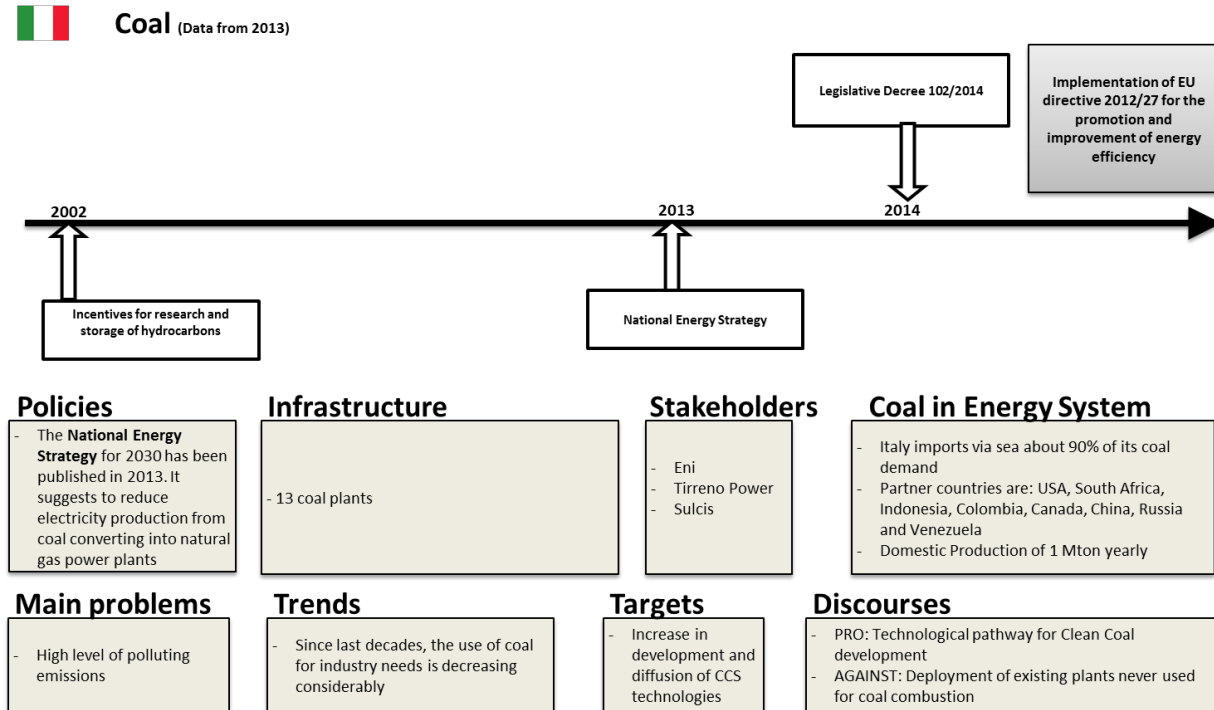 Coal (Data from 2013)
Legislative Decree 102/2014
Implementation of EU
directive 2012/27 for the
promotion and
improvement of energy
efficiency
2002
2013
2014
Incentives for research and
storage of hydrocarbons
National Energy Strategy
Policies
- The National Energy
Strategy for 2030 has been
published in 2013. It
suggests to reduce
electricity production from
coal converting into natural
gas power plants
Infrastructure
- 13 coal plants
Stakeholders
- Eni
- Tirreno Power
- Sulcis
Coal in Energy System
- Italy imports via sea about 90% of its coal
demand
- Partner countries are: USA, South Africa,
Indonesia, Colombia, Canada, China, Russia
and Venezuela
- Domestic Production of 1 Mton yearly
Main problems
- High level of polluting
emissions
Trends
- Since last decades, the use of coal
for industry needs is decreasing
considerably
Targets
- Increase in
development and
diffusion of CCS
technologies
Discourses
- PRO: Technological pathway for Clean Coal
development
- AGAINST: Deployment of existing plants never used
for coal combustion